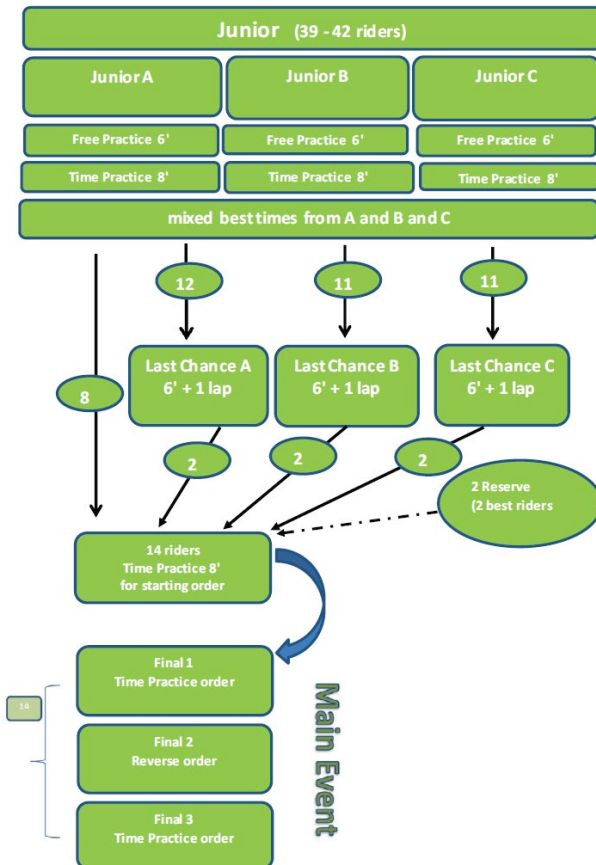 Junior (39 - 42 riders)
Junior A
Junior B
Junior C
Free Practice 6'
Free Practice 6'
Free Practice 6'
Time Practice 8'
Time Practice 8'
Time Practice 8'
mixed best times from A and B and C
12
11
11
Last Chance A
6' + 1 lap
Last Chance B
6' + 1 lap
Last Chance C
6' + 1 lap
8
2
2
2
2 Reserve
(2 best riders
14 riders
Time Practice 8'
for starting order
Final 1
Time Practice order
14
Final 2
Reverse order
Main Event
Final 3
Time Practice order